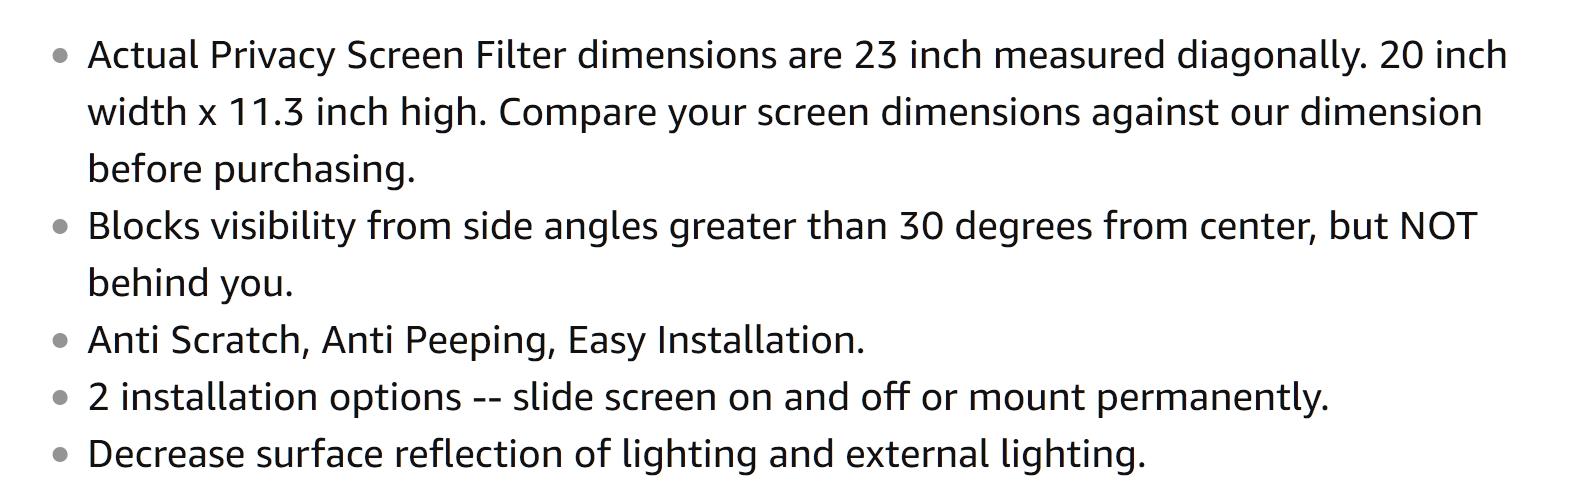 Actual Privacy Screen Filter dimensions are 23 inch measured diagonally. 20 inch
width x 11.3 inch high. Compare your screen dimensions against our dimension
before purchasing.
Blocks visibility from side angles greater than 30 degrees from center, but NOT
behind you.
Anti Scratch, Anti Peeping, Easy Installation.
2 installation options -- slide screen on and off or mount permanently.
Decrease surface reflection of lighting and external lighting.